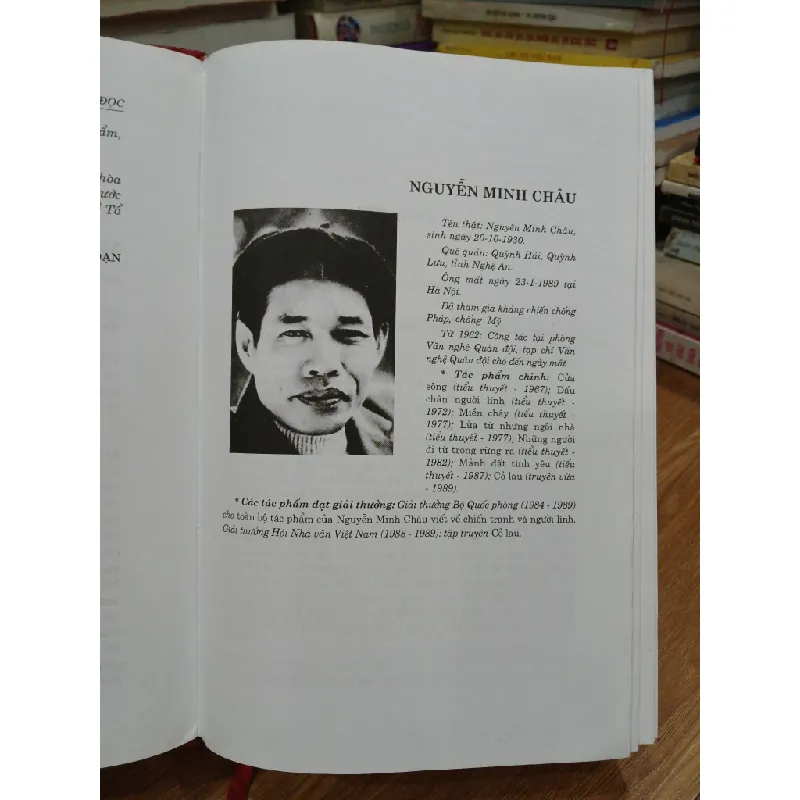 ĐỌC
ẩm,
hòa
ước
Tổ
OẠN
NGUYỄN MINH CHÂU
Tên thật: Nguyễn Minh Châu,
sinh ngày 20-10-1930.
Quê quán: Quỳnh Hải, Quỳnh
Lưu, tỉnh Nghệ An.
Ông mất ngày 23-1-1989 tại
Hà Nội.
Đã tham gia kháng chiến chống
Pháp, chống Mỹ
Từ 1962: Công tác tại phòng
Văn nghệ Quân đội, tạp chí Văn
nghệ Quân đội cho đến ngày mất
* Tác phẩm chính: Cửa
sông (tiểu thuyết - 1967); Dấu
chân người lính (tiểu thuyết -
1972); Miền cháy (tiểu thuyết -
1977); Lửa từ những ngôi nhà
(tiểu thuyết - 1977), Những người
đi từ trong rừng ra (tiểu thuyết -
1982); Mảnh đất tình yêu (tiểu
thuyết - 1987); Cỏ lau (truyện vừa
- 1989).
* Các tác phẩm đạt giải thưởng: Giải thưởng Bộ Quốc phòng (1984 - 1989)
cho toàn bộ tác phẩm của Nguyễn Minh Châu viết về chiến tranh và người lính.
Giải thưởng Hội Nhà văn Việt Nam (1988 - 1989): tập truyện Cỏ lau.